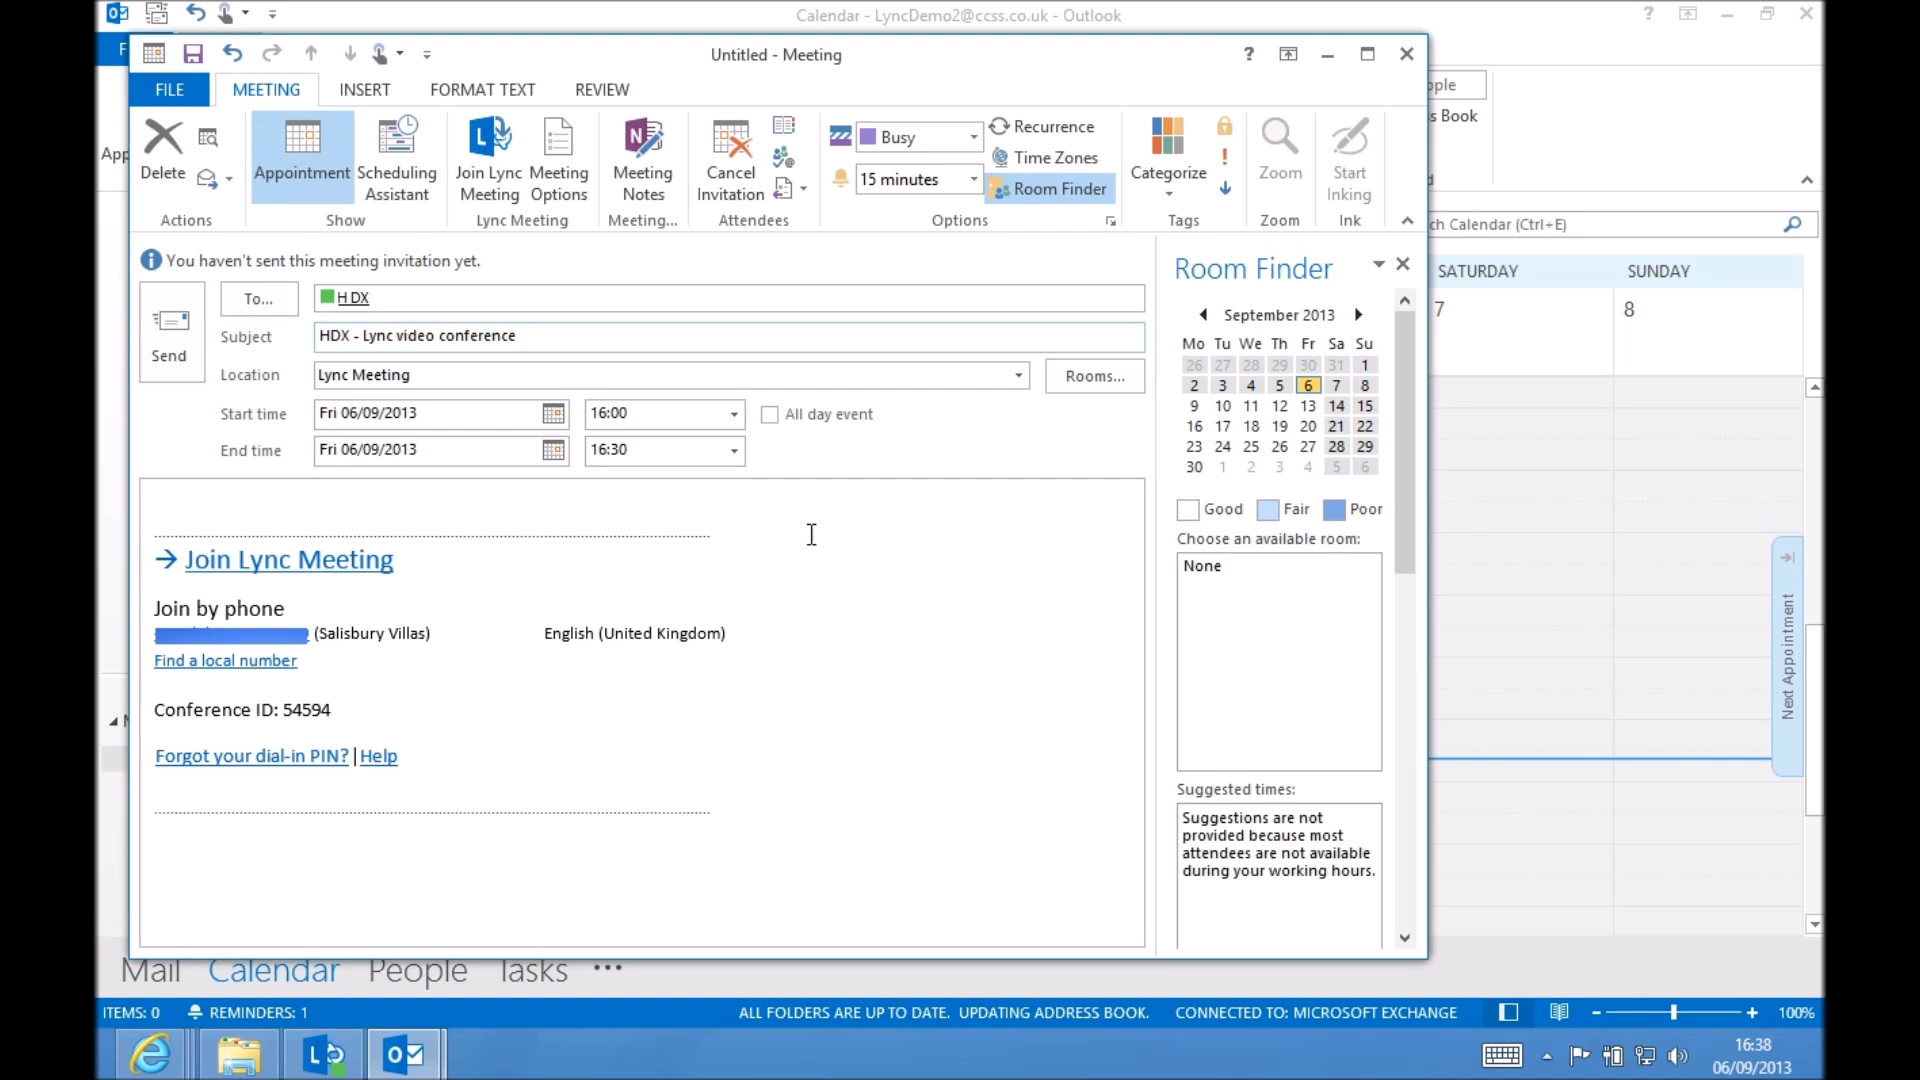 Calendar - LyncDemo2@ccss.co.uk - Outlook
?
F
Untitled - Meeting
?
FILE
MEETING
INSERT
FORMAT TEXT
REVIEW
ople
ss Book
App
Delete
Appointment
Scheduling
Assistant
Join Lync
Meeting
Meeting
Options
Meeting
Notes
Cancel
Invitation
Busy
15 minutes
Recurrence
Time Zones
Room Finder
Categorize
Zoom
Start
Inking
Actions
Show
Lync Meeting
Meeting...
Attendees
Options
Tags
Zoom
Ink
d
ch Calendar (Ctrl+E)
You haven't sent this meeting invitation yet.
Send
To...
H DX
Subject
HDX - Lync video conference
Location
Lync Meeting
Rooms...
Start time
Fri 06/09/2013
16:00
All day event
End time
Fri 06/09/2013
16:30
Join Lync Meeting
Join by phone
(Salisbury Villas) English (United Kingdom)
Find a local number
Conference ID: 54594
Forgot your dial-in PIN? | Help
Room Finder
September 2013
Mo Tu We Th Fr Sa Su
26 27 28 29 30 31 1
2 3 4 5 6 7 8
9 10 11 12 13 14 15
16 17 18 19 20 21 22
23 24 25 26 27 28 29
30 1 2 3 4 5 6
Good Fair Poor
Choose an available room:
None
Suggested times:
Suggestions are not
provided because most
attendees are not available
during your working hours.
SATURDAY
SUNDAY
7
8
Next Appointment
Mail Calendar People Tasks ...
ITEMS: 0
REMINDERS: 1
ALL FOLDERS ARE UP TO DATE. UPDATING ADDRESS BOOK.
CONNECTED TO: MICROSOFT EXCHANGE
100%
16:38
06/09/2013